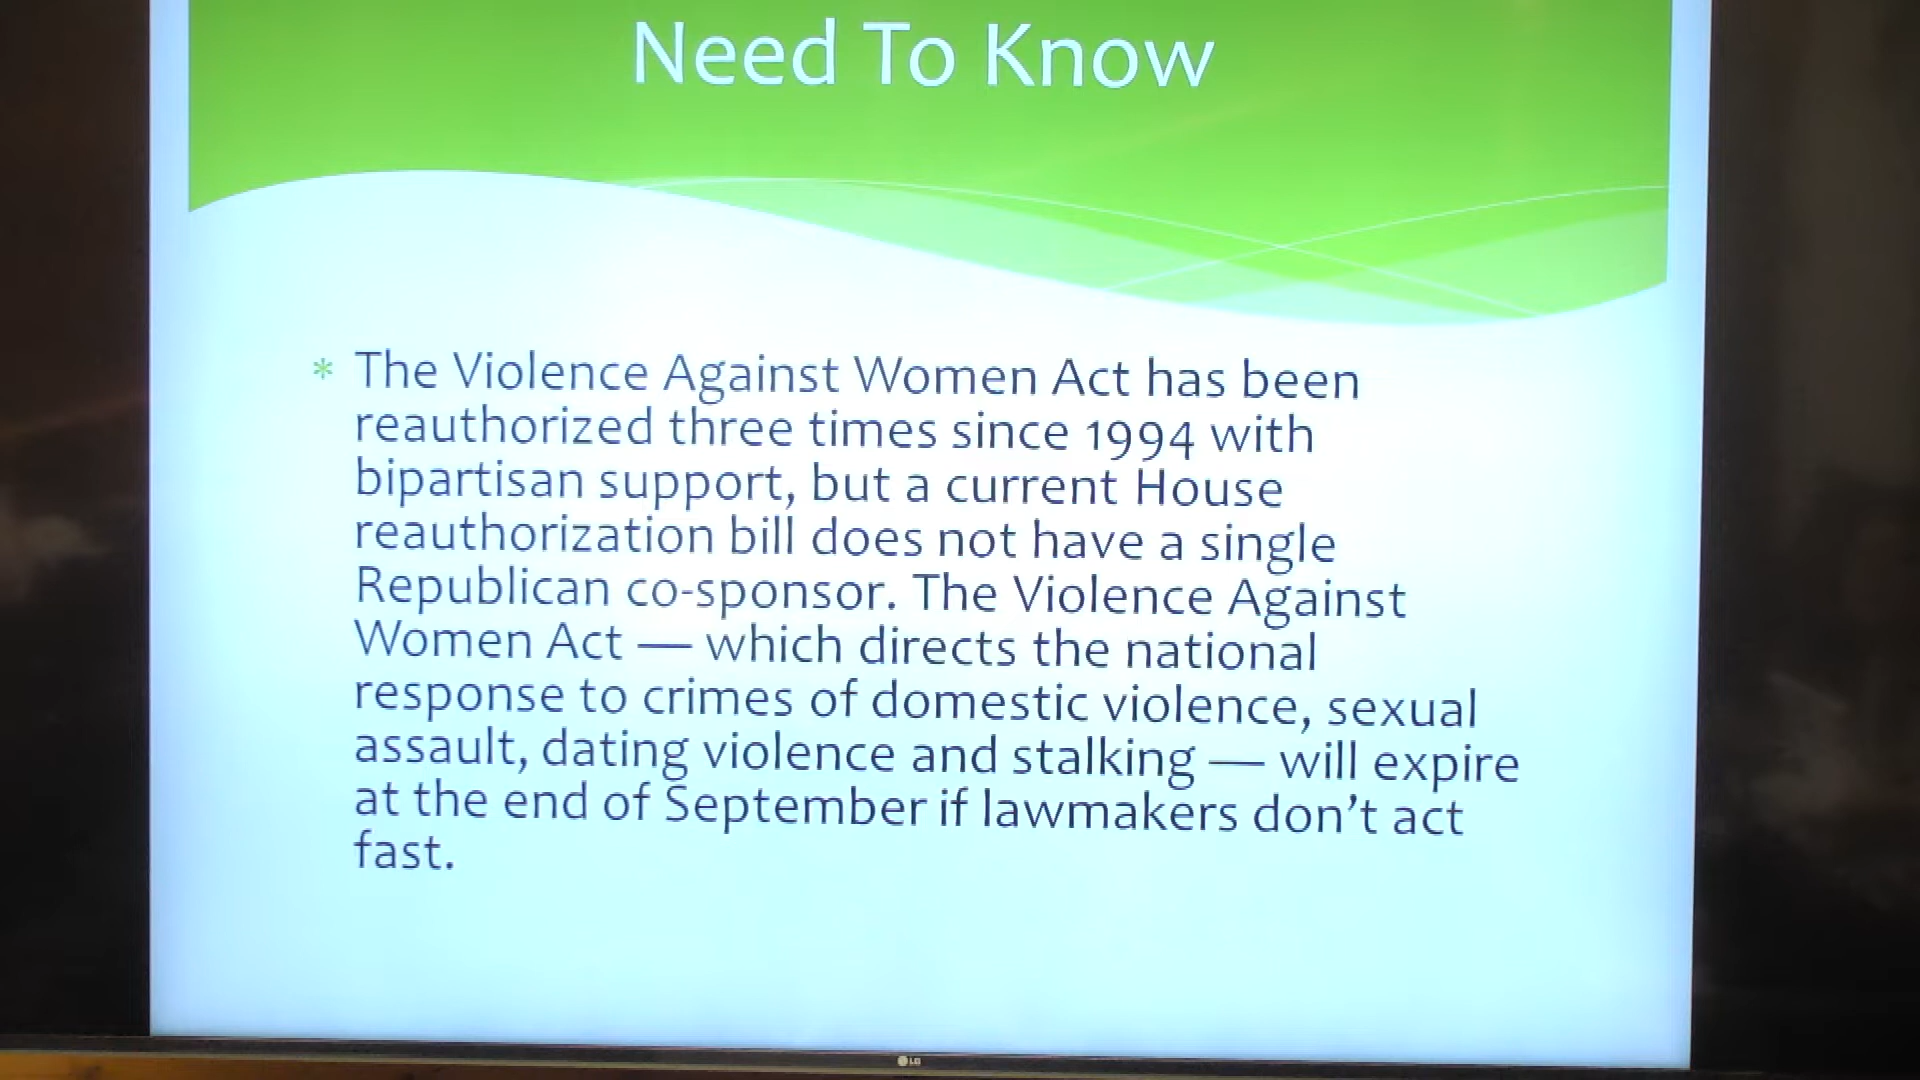 Need To Know
* The Violence Against Women Act has been
reauthorized three times since 1994 with
bipartisan support, but a current House
reauthorization bill does not have a single
Republican co-sponsor. The Violence Against
Women Act — which directs the national
response to crimes of domestic violence, sexual
assault, dating violence and stalking — will expire
at the end of September if lawmakers don’t act
fast.
LG